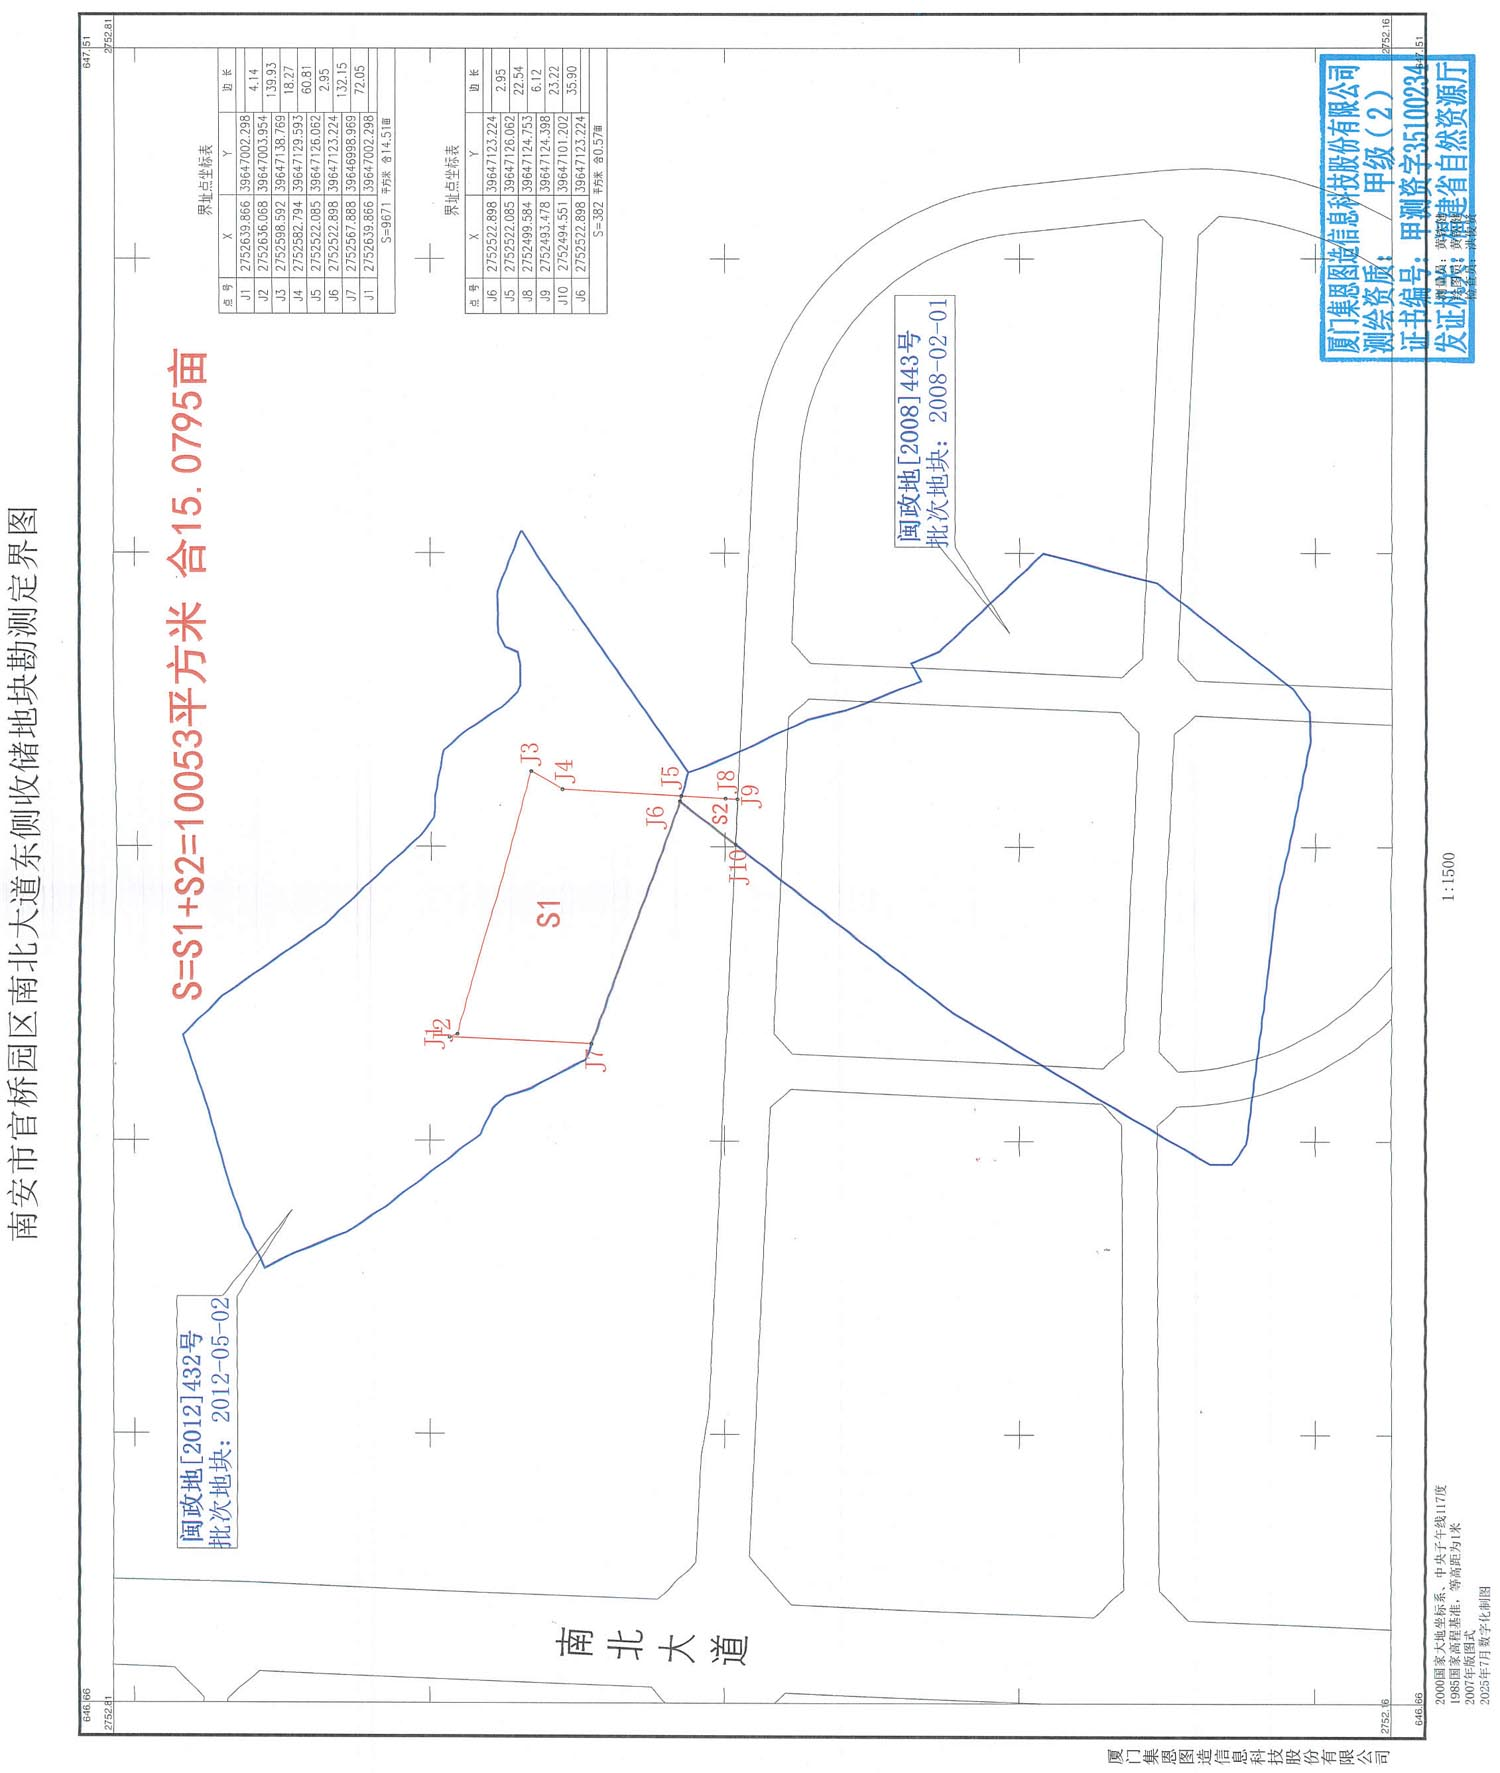 南安市官桥园区南北大道东侧收储地块勘测定界图
647.51
2752.81
2752.16
647.51
S=S1+S2=10053平方米 合15.0795亩
界址点坐标表
点号 X Y 边长
J1 2752639.866 39647002.298
4.14
J2 2752636.068 39647003.954
139.93
J3 2752598.592 39647138.769
18.27
J4 2752582.794 39647129.593
60.81
J5 2752522.085 39647126.062
2.95
J6 2752522.898 39647123.224
132.15
J7 2752567.888 39646998.969
72.05
J1 2752639.866 39647002.298
S=9671 平方米 合14.51亩
界址点坐标表
点号 X Y 边长
J6 2752522.898 39647123.224
2.95
J5 2752522.085 39647126.062
22.54
J8 2752499.584 39647124.753
6.12
J9 2752493.478 39647124.398
23.22
J10 2752494.551 39647101.202
35.90
J6 2752522.898 39647123.224
S=382 平方米 合0.57亩
厦门集恩图造信息科技股份有限公司
测绘资质：甲级（2）
证书编号：甲测资字35100234
发证机关：福建省自然资源厅
闽政地[2008]443号
批次地块：2008-02-01
J3
J4
J5
J6
J8
S2
J9
J10
S1
J1
J2
J7
闽政地[2012]432号
批次地块：2012-05-02
南北大道
646.66
2752.81
2752.16
646.66
1:1500
2000国家大地坐标系、中央子午线117度
1985国家高程基准，等高距为1米
2007年版图式
2025年7月数字化制图
厦门集恩图造信息科技股份有限公司